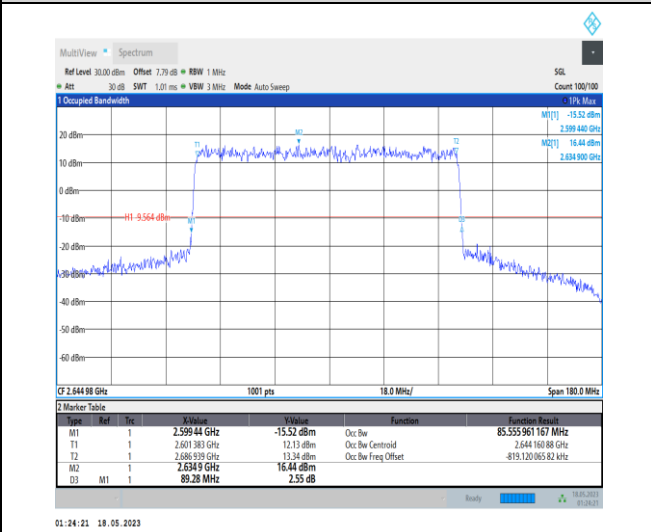 MultiView Spectrum
Ref Level 30.00 dBm Offset 7.79 dB RBW 1 MHz SGL
Att 30 dB SWT 1.01 ms VBW 3 MHz Mode Auto Sweep Count 100/100
1 Occupied Bandwidth 1Pk Max
M1[1] -15.52 dBm
2.599 440 GHz
M2[1] 16.44 dBm
2.634 900 GHz
20 dBm
T1
M2
T2
10 dBm
0 dBm
-10 dBm
H1 -9.564 dBm
M1
D3
-20 dBm
-30 dBm
-40 dBm
-50 dBm
-60 dBm
CF 2.644 98 GHz 1001 pts 18.0 MHz/ Span 180.0 MHz
2 Marker Table
Type Ref Trc X-Value Y-Value Function Function Result
M1 1 2.599 44 GHz -15.52 dBm Occ Bw 85.555 961 167 MHz
T1 1 2.601 383 GHz 12.13 dBm Occ Bw Centroid 2.644 160 88 GHz
T2 1 2.686 939 GHz 13.34 dBm Occ Bw Freq Offset -819.120 065 82 kHz
M2 1 2.634 9 GHz 16.44 dBm
D3 M1 1 89.28 MHz 2.55 dB
Ready 18.05.2023
01:24:21
01:24:21 18.05.2023